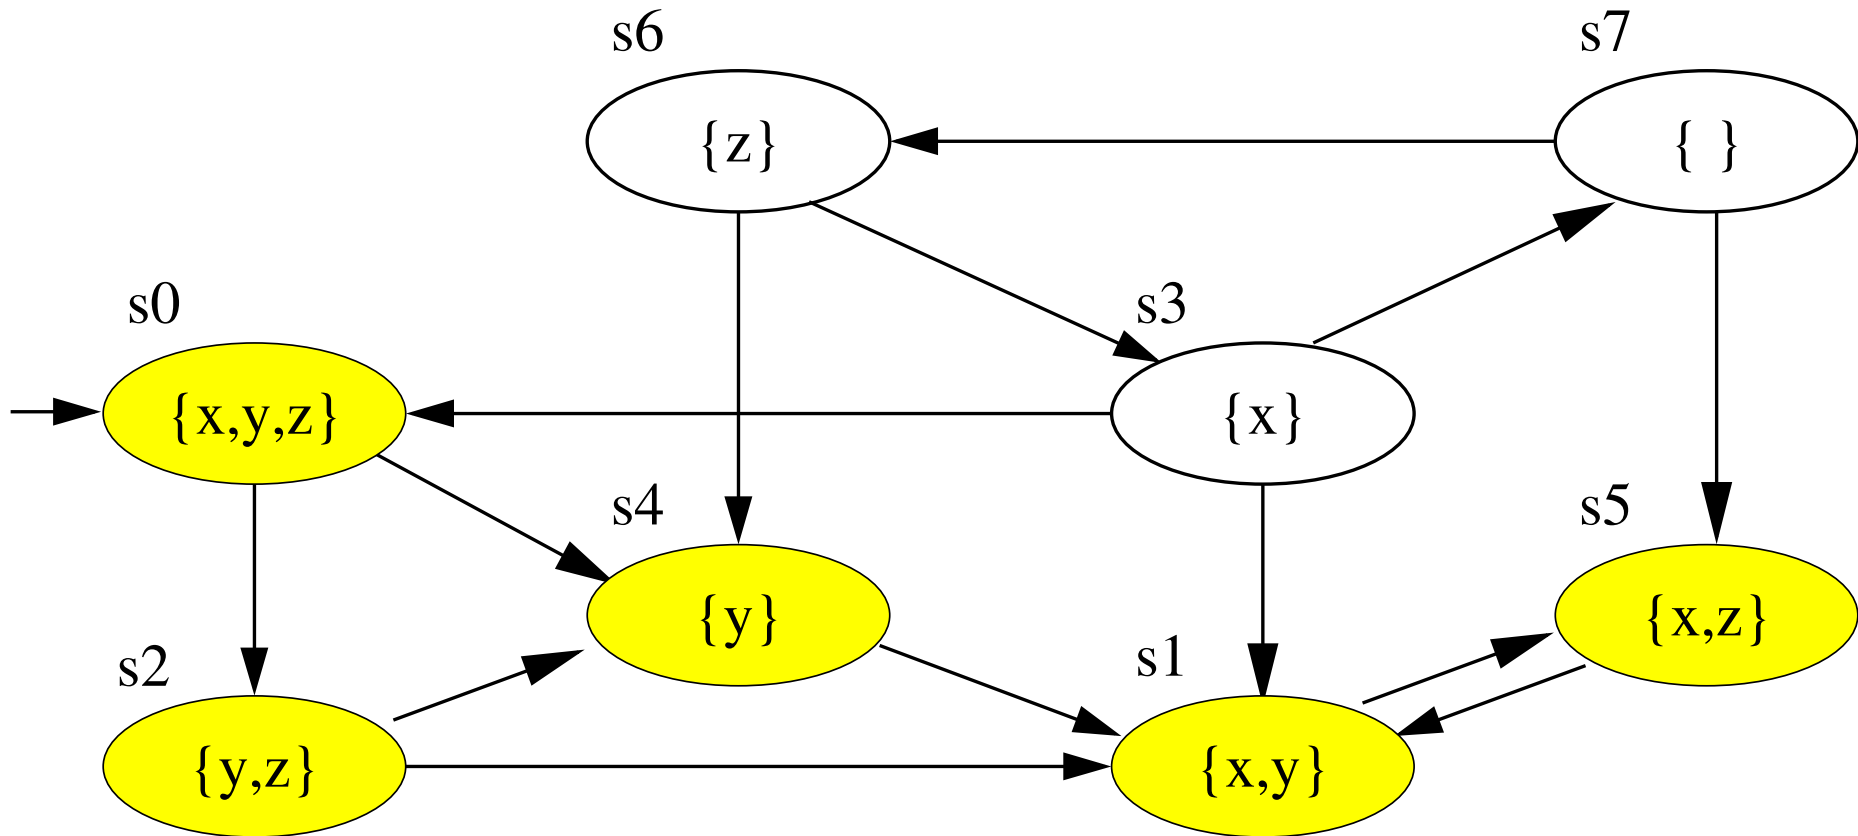 s6
s7
{z}
{ }
s0
s3
{x,y,z}
{x}
s4
s5
{y}
{x,z}
s2
s1
{y,z}
{x,y}